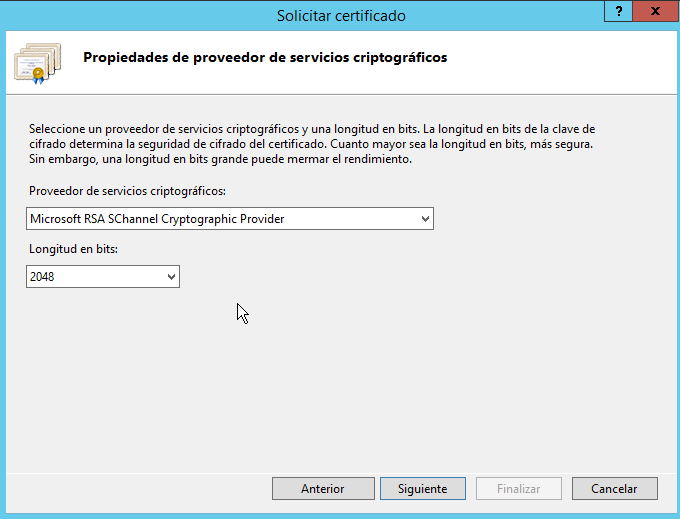 Solicitar certificado
?
x
Propiedades de proveedor de servicios criptográficos
Seleccione un proveedor de servicios criptográficos y una longitud en bits. La longitud en bits de la clave de
cifrado determina la seguridad de cifrado del certificado. Cuanto mayor sea la longitud en bits, más segura.
Sin embargo, una longitud en bits grande puede mermar el rendimiento.
Proveedor de servicios criptográficos:
Microsoft RSA SChannel Cryptographic Provider
Longitud en bits:
2048
Anterior
Siguiente
Finalizar
Cancelar